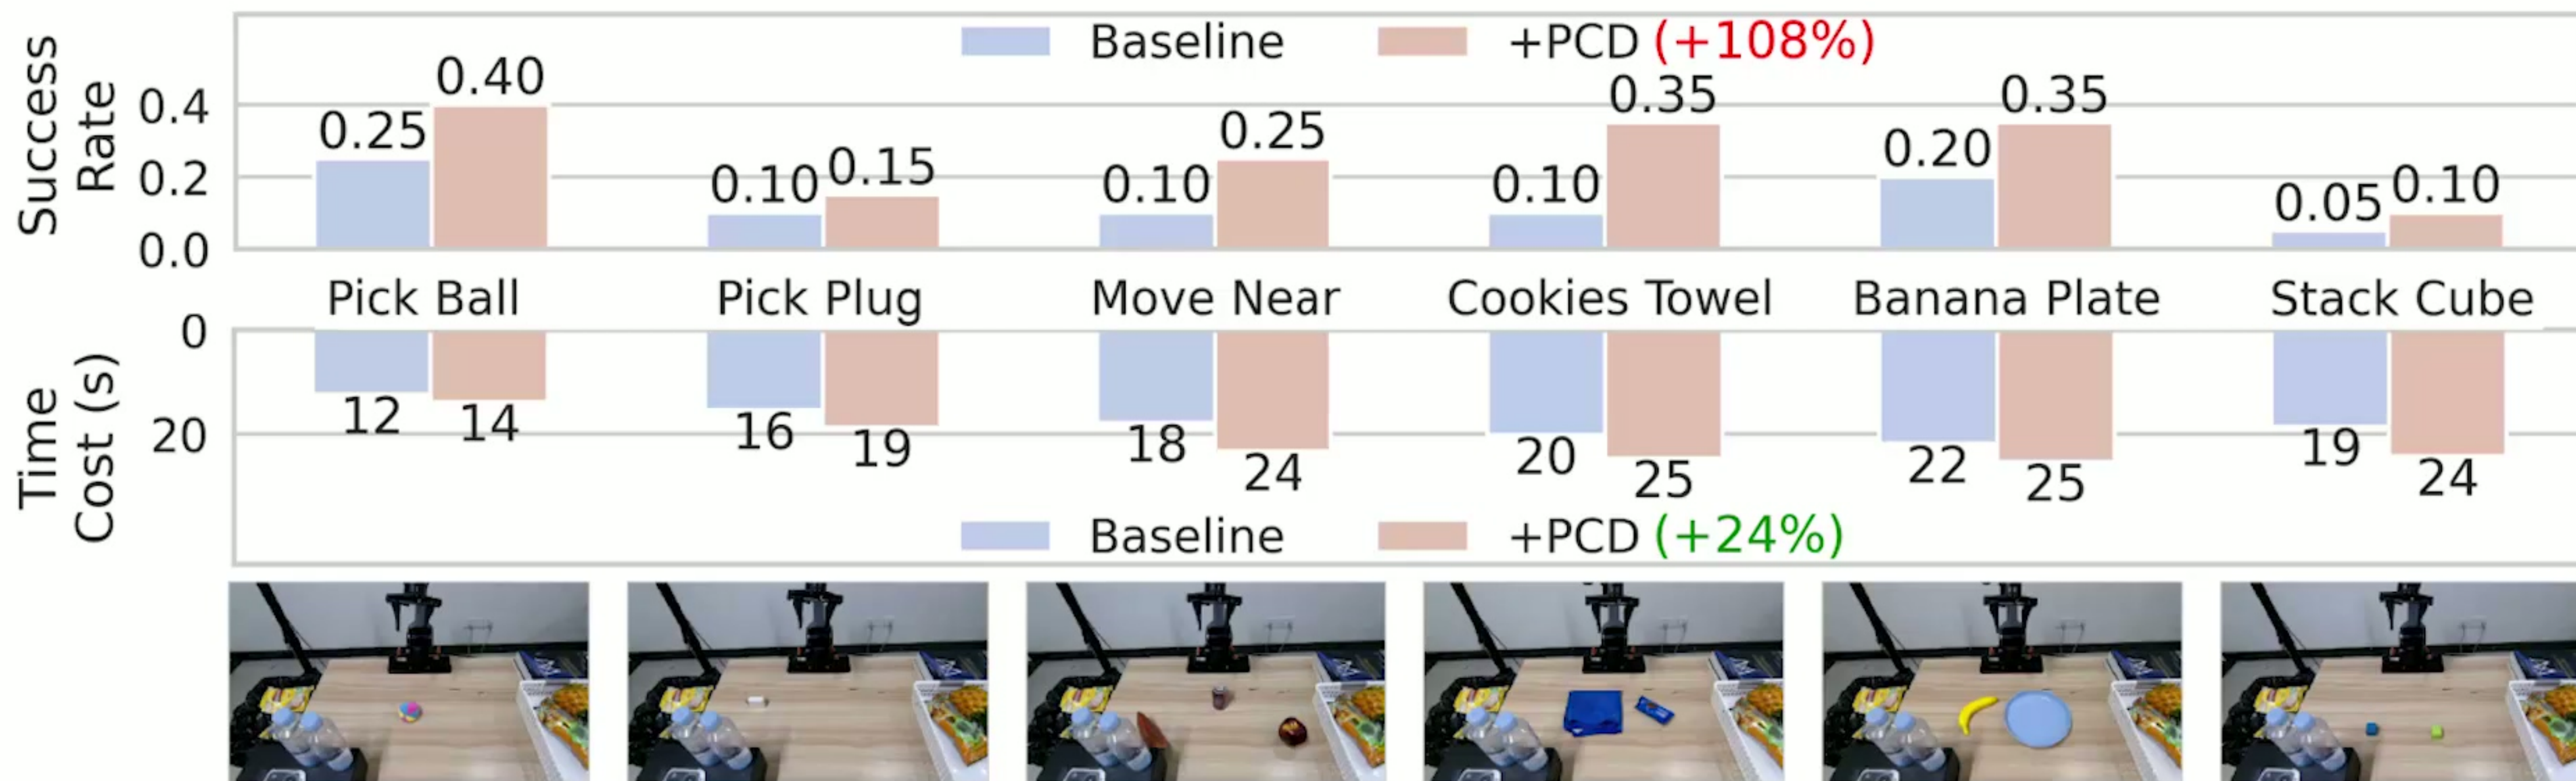 Success
Rate
Baseline +PCD (+108%)
0.4
0.2
0.0
0.25 0.40
0.10 0.15
0.10 0.25
0.10 0.35
0.20 0.35
0.05 0.10
Pick Ball Pick Plug Move Near Cookies Towel Banana Plate Stack Cube
Time
Cost (s)
0
20
12 14
16 19
18 24
20 25
22 25
19 24
Baseline +PCD (+24%)